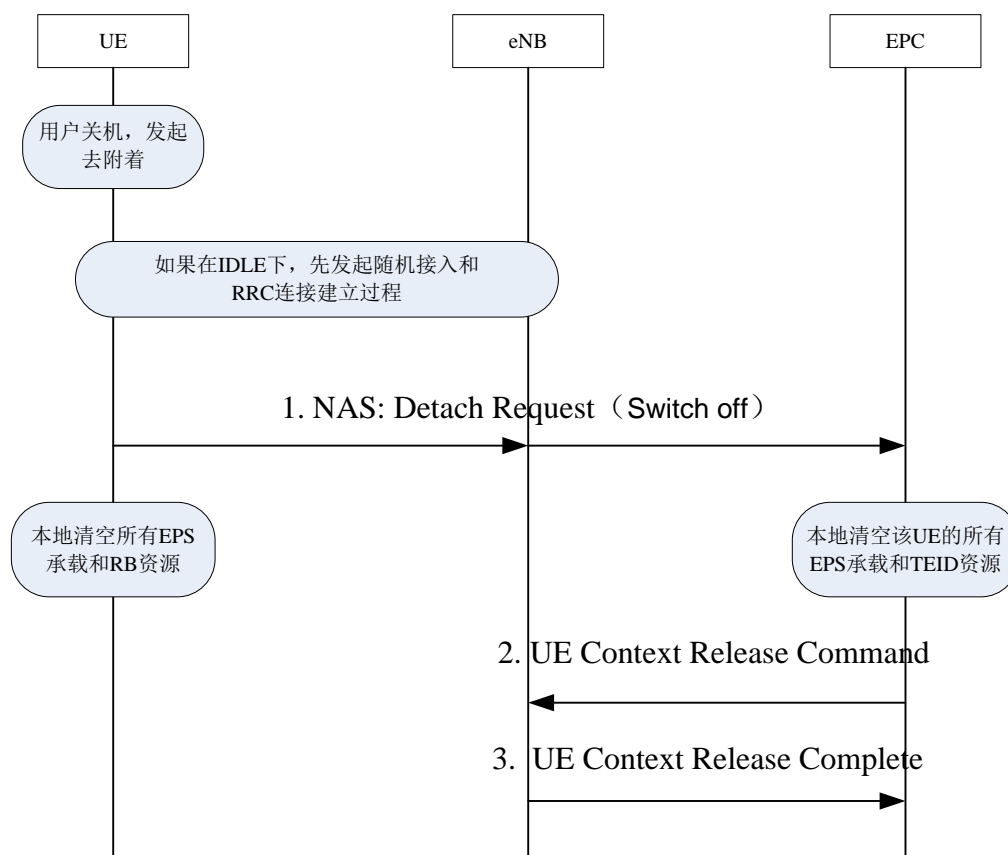 UE
eNB
EPC
用户关机，发起
去附着
如果在IDLE下，先发起随机接入和
RRC连接建立过程
1. NAS: Detach Request（Switch off）
本地清空所有EPS
承载和RB资源
本地清空该UE的所有
EPS承载和TEID资源
2. UE Context Release Command
3. UE Context Release Complete